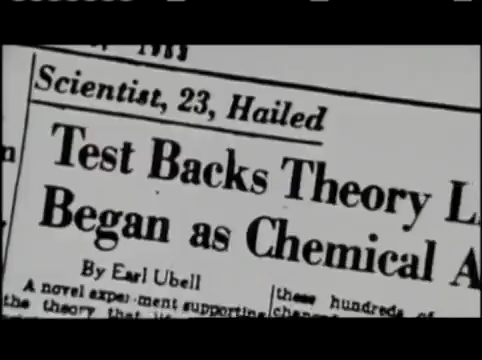 1953
Scientist, 23, Hailed
Test Backs Theory L
Began as Chemical A
By Earl Ubell
A novel experiment supporting
the theory that
these hundreds of